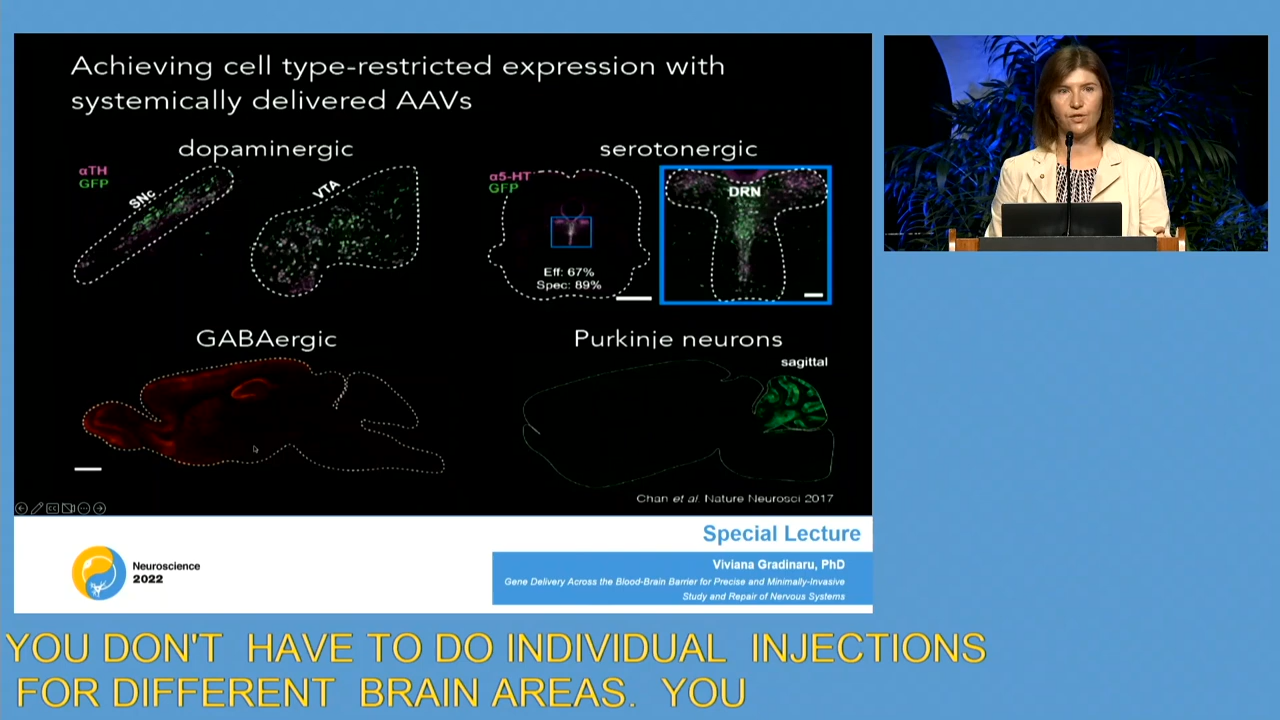 Achieving cell type-restricted expression with
systemically delivered AAVs
dopaminergic
αTH
GFP
SNc
VTA
serotonergic
α5-HT
GFP
Eff: 67%
Spec: 89%
DRN
GABAergic
Purkinje neurons
sagittal
Chan et al. Nature Neurosci 2017
Special Lecture
Neuroscience
2022
Viviana Gradinaru, PhD
Gene Delivery Across the Blood-Brain Barrier for Precise and Minimally-Invasive
Study and Repair of Nervous Systems
YOU DON'T HAVE TO DO INDIVIDUAL INJECTIONS
FOR DIFFERENT BRAIN AREAS. YOU